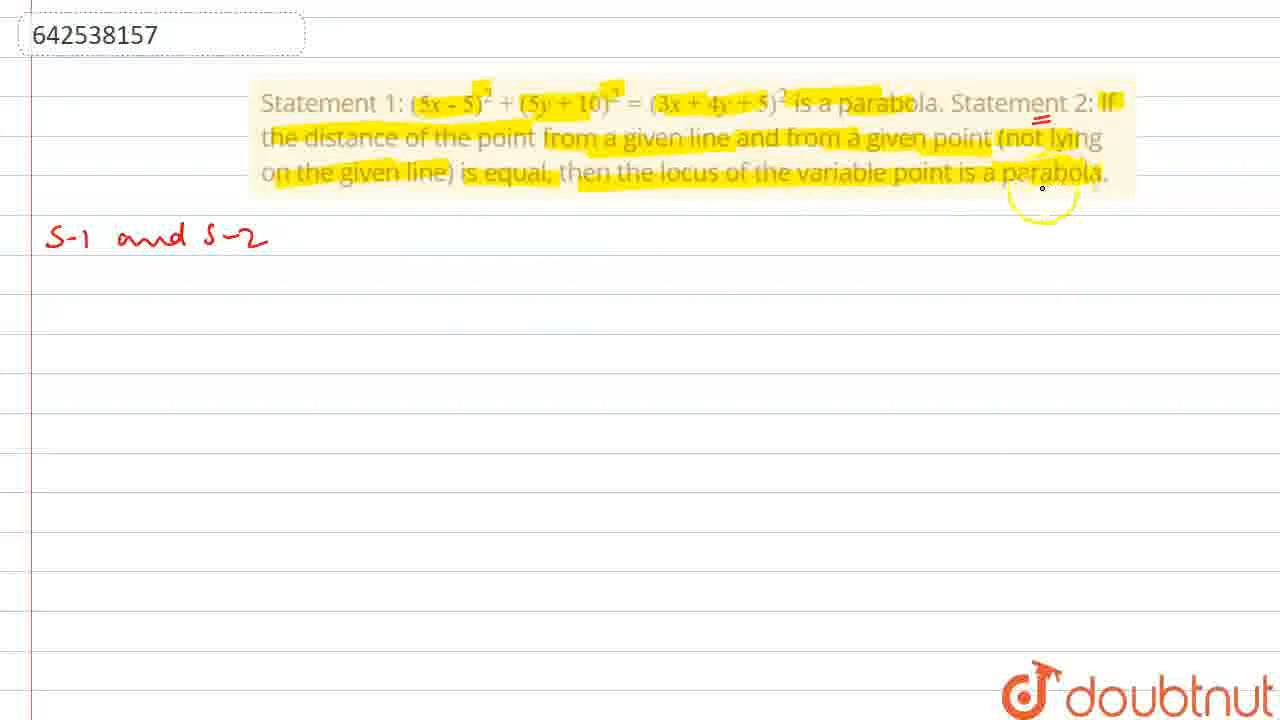 642538157
Statement 1: (5x - 5)² + (5y + 10)² = (3x + 4y + 5)² is a parabola. Statement 2: If
the distance of the point from a given line and from a given point (not lying
on the given line) is equal, then the locus of the variable point is a parabola.
S-1 and S-2
doubtnut